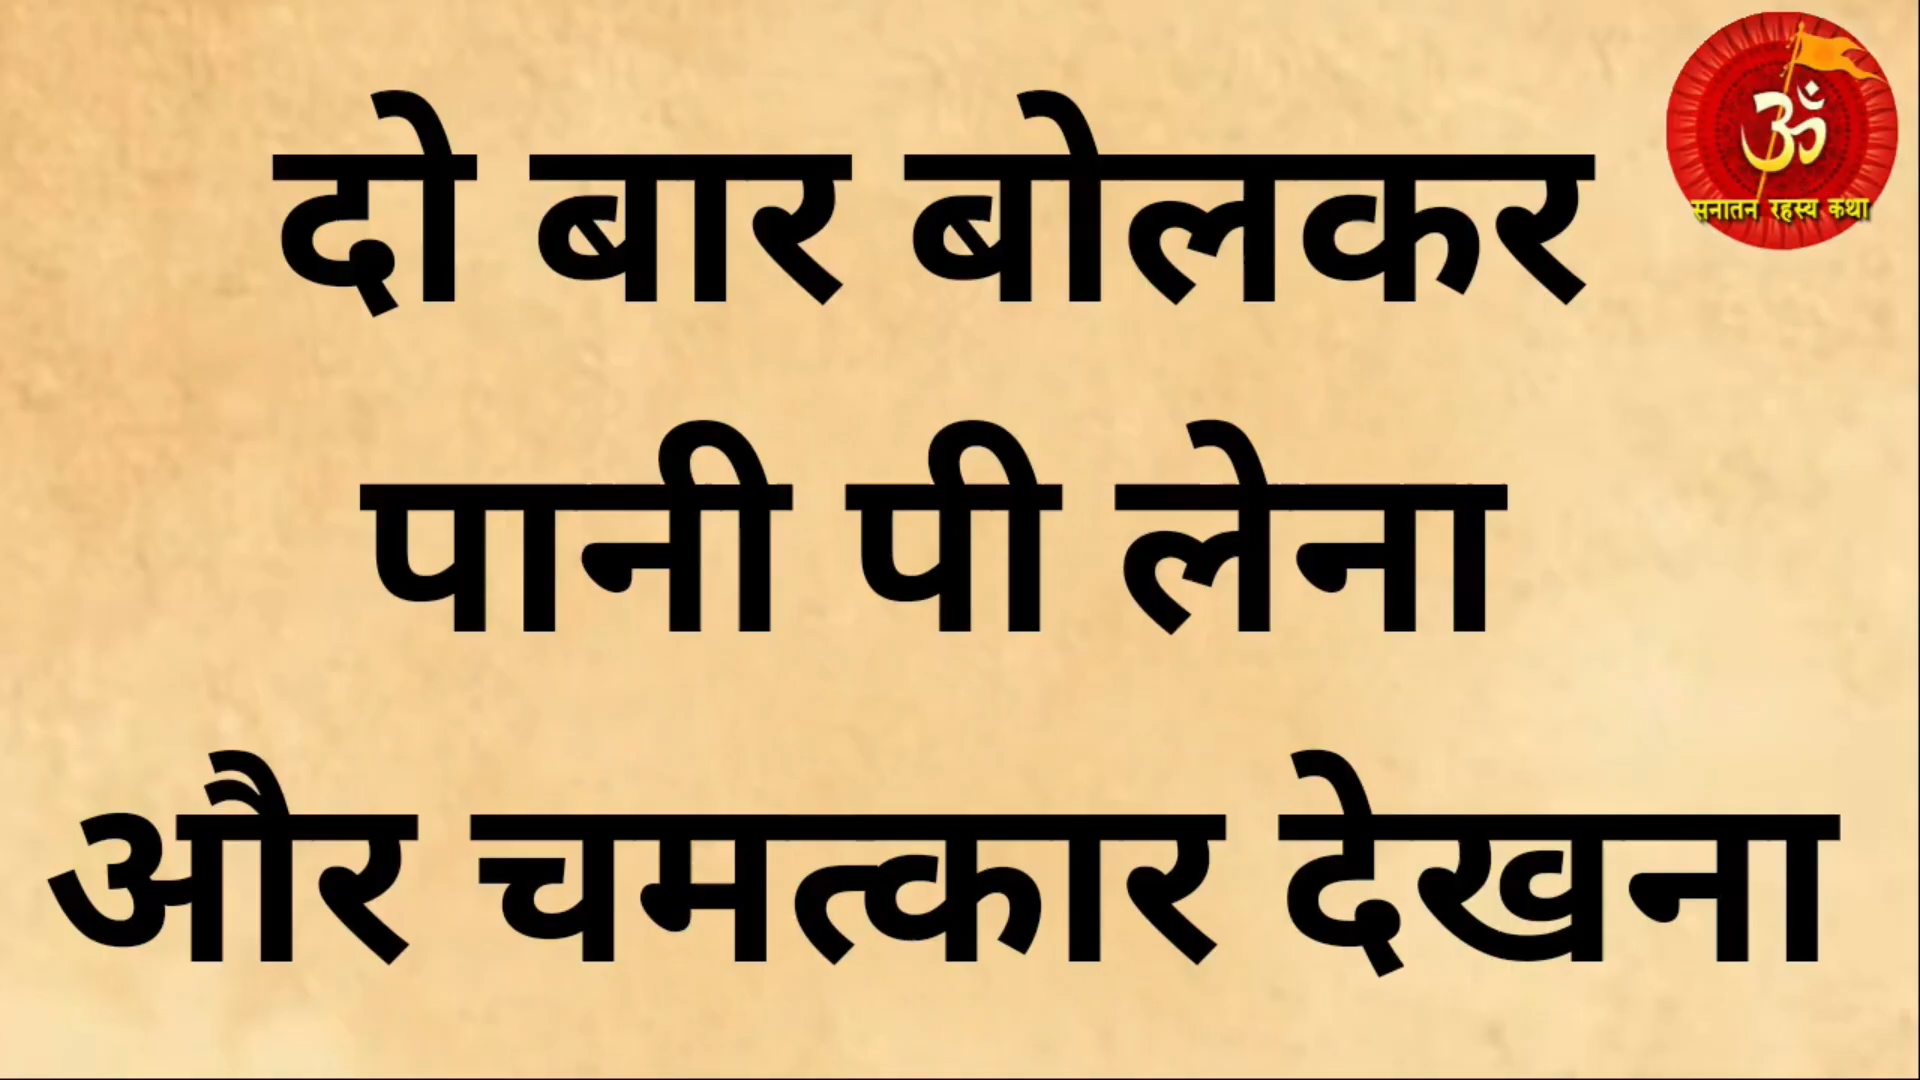 दो बार बोलकर
पानी पी लेना
और चमत्कार देखना
ॐ
सनातन रहस्य कथा